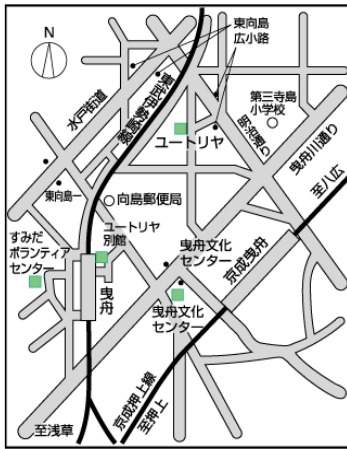 N
東向島
広小路
水戸街道
東武伊勢崎線
第三寺島
小学校
明治通り
ユートリヤ
曳舟川通り
至八広
東向島一
向島郵便局
ユートリヤ
別館
すみだ
ボランティア
センター
曳舟文化
センター
京成曳舟
曳舟
曳舟文化
センター
京成押上線
至押上
至浅草